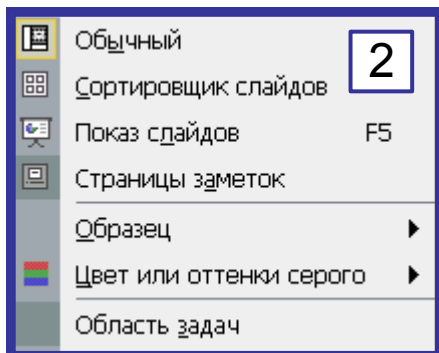 Обычный
2
Сортировщик слайдов
Показ слайдов F5
Страницы заметок
Образец
Цвет или оттенки серого
Область задач